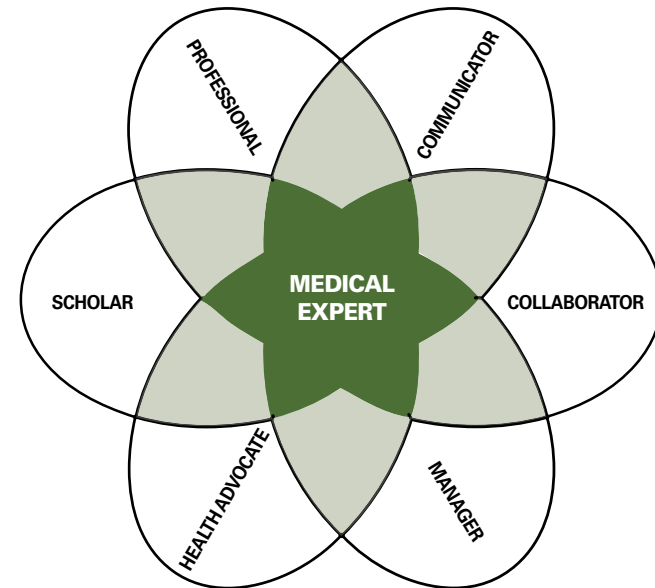 PROFESSIONAL
COMMUNICATOR
SCHOLAR
MEDICAL
EXPERT
COLLABORATOR
HEALTH ADVOCATE
MANAGER